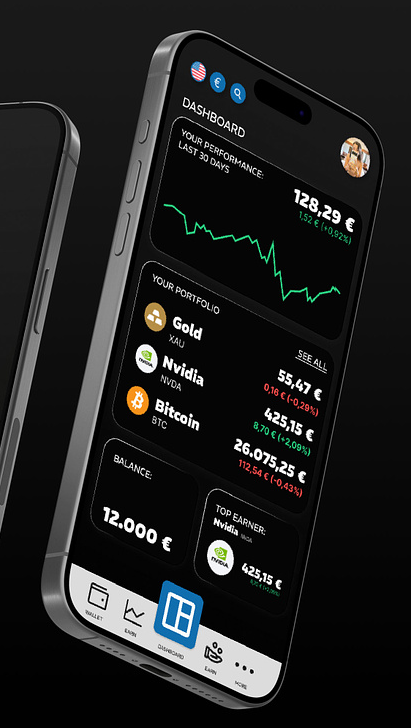 €
DASHBOARD
YOUR PERFORMANCE:
LAST 30 DAYS
128,29 €
1,52 € (+0,92%)
YOUR PORTFOLIO
SEE ALL
Gold
XAU
55,47 €
0,16 € (-0,29%)
NVIDIA
Nvidia
NVDA
425,15 €
8,70 € (+2,09%)
Bitcoin
BTC
26.075,25 €
112,54 € (-0,43%)
BALANCE:
12.000 €
TOP EARNER:
Nvidia NVDA
NVIDIA
425,15 €
WALLET
EARN
DASHBOARD
EARN
MORE